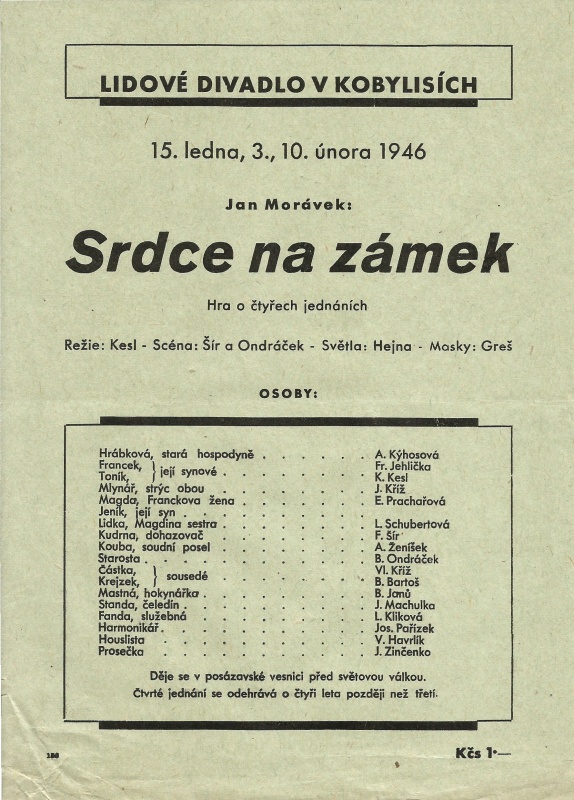 LIDOVÉ DIVADLO V KOBYLISÍCH
15. ledna, 3., 10. února 1946
Jan Morávek:
Srdce na zámek
Hra o čtyřech jednáních
Režie: Kesl - Scéna: Šír a Ondráček - Světla: Hejna - Masky: Greš
OSOBY:
Hrábková, stará hospodyně . . . . . . A. Kýhosová
Francek, } její synové . . . . . . . Fr. Jehlička
Toník, } K. Kesl
Mlynář, strýc obou . . . . . . . . J. Kříž
Magda, Franckova žena . . . . . . . E. Prachařová
Jeník, její syn . . . . . . . . .
Lidka, Magdina sestra . . . . . . . L. Schubertová
Kudrna, dohazovač . . . . . . . . F. Šír
Kouba, soudní posel . . . . . . . . A. Ženíšek
Starosta . . . . . . . . . . . B. Ondráček
Částka, } sousedé . . . . . . . . Vl. Kříž
Krejzek, } B. Bartoš
Mastná, hokynářka . . . . . . . . B. Janů
Standa, čeledín . . . . . . . . . J. Machulka
Fanda, služebná . . . . . . . . . L. Kliková
Harmonikář . . . . . . . . . . Jos. Pařízek
Houslista . . . . . . . . . . V. Havrlík
Prosečka . . . . . . . . . . J. Zinčenko
Děje se v posázavské vesnici před světovou válkou.
Čtvrté jednání se odehrává o čtyři leta později než třetí.
Kčs 1·—